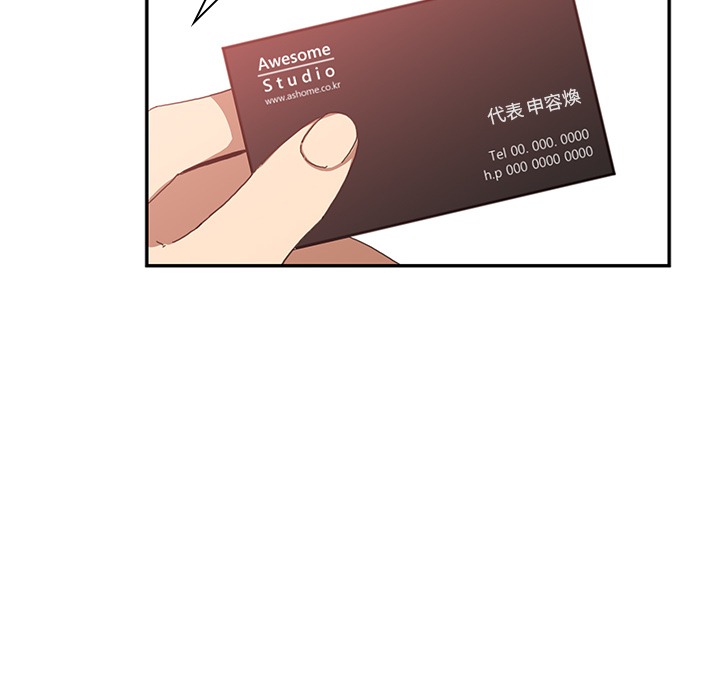 Awesome
Studio
www.ashome.co.kr
代表 申容煥
Tel 00. 000. 0000
h.p 000 0000 0000